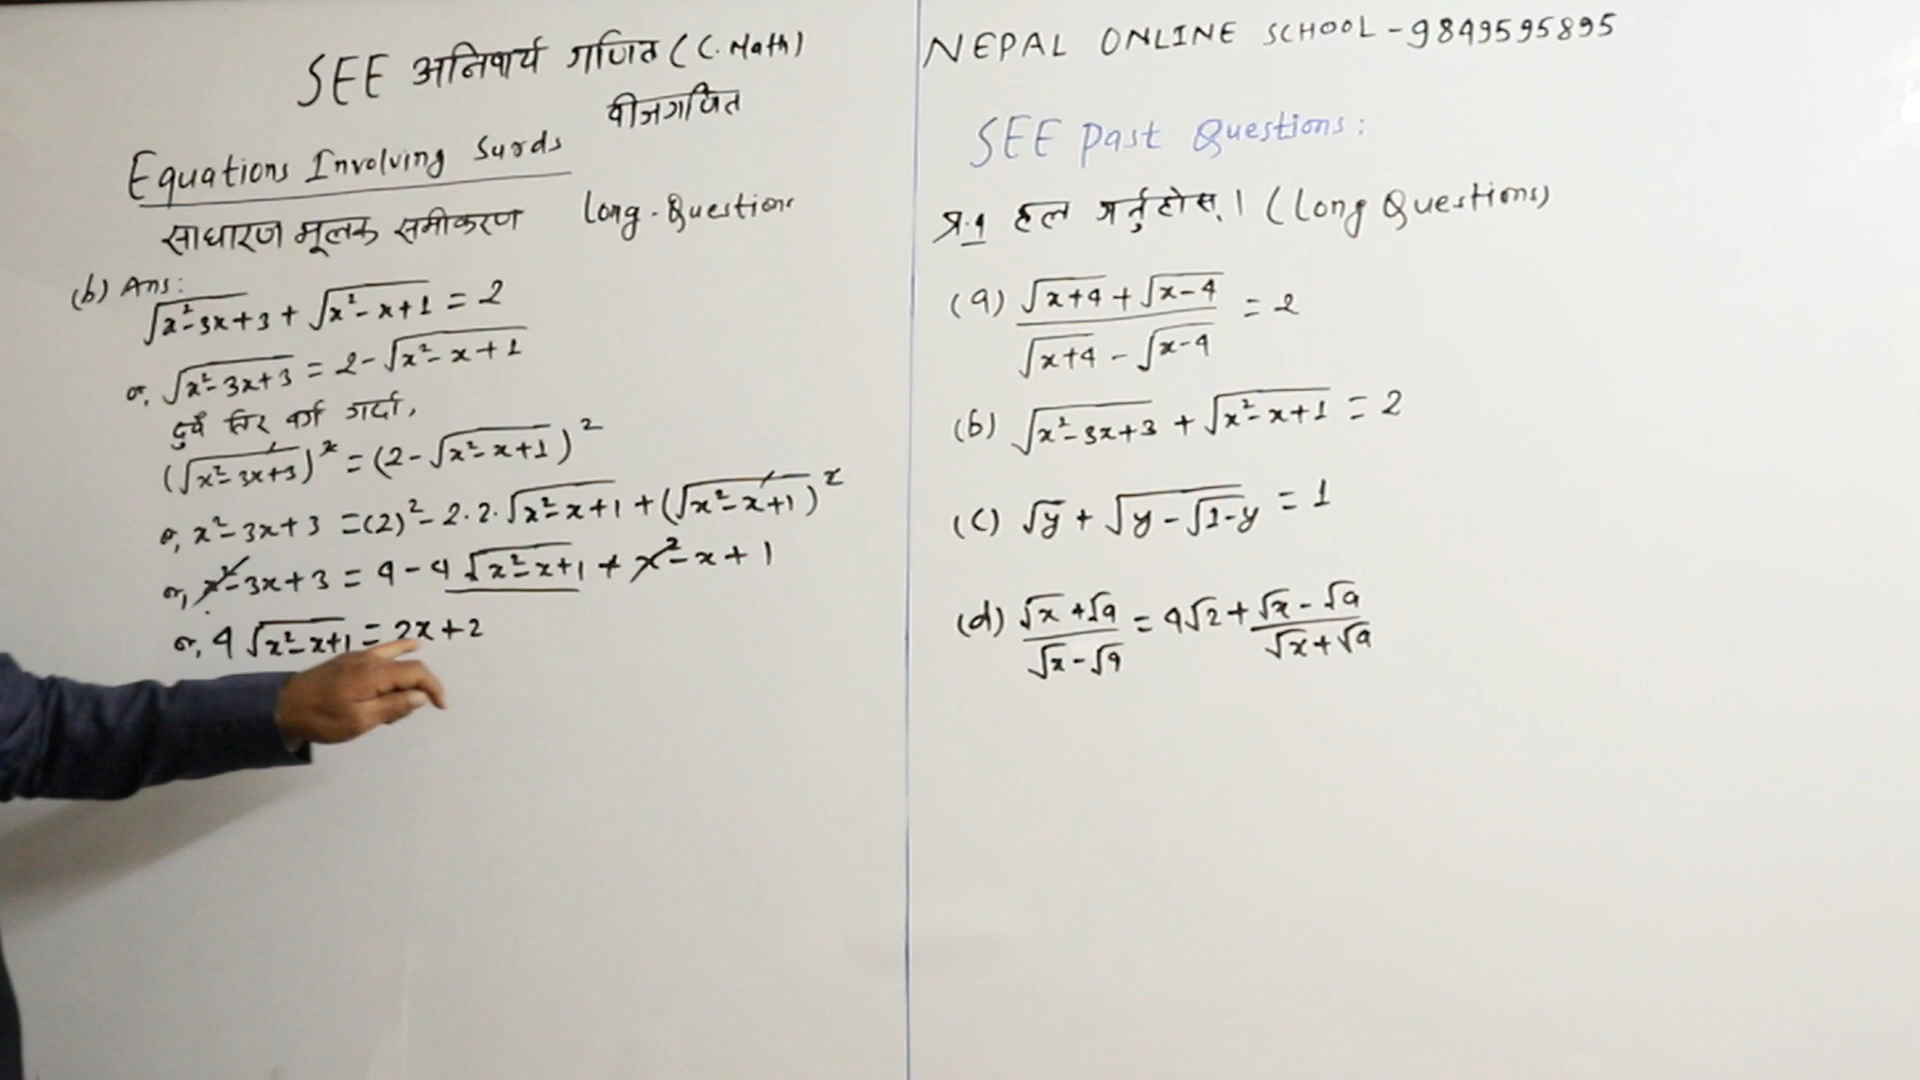 SEE अनिवार्य गणित (C. Math)
बीजगणित
Equations Involving Surds
साधारण मूलक समीकरण Long-Questions
(b) Ans:
√(x²-3x+3) + √(x²-x+1) = 2
or, √(x²-3x+3) = 2-√(x²-x+1)
दुवै तिर वर्ग गर्दा,
(√(x²-3x+3))² = (2-√(x²-x+1))²
or, x²-3x+3 = (2)²-2·2·√(x²-x+1) + (√(x²-x+1))²
or, x²-3x+3 = 4-4√(x²-x+1) + x²-x+1
or, 4√(x²-x+1) = 2x+2
NEPAL ONLINE SCHOOL-9849595895
SEE Past Questions:
प्र.1 हल गर्नुहोस् । (Long Questions)
(a) (√(x+4)+√(x-4))/(√(x+4)-√(x-4)) = 2
(b) √(x²-3x+3) + √(x²-x+1) = 2
(c) √y + √(y-√(1-y)) = 1
(d) (√x+√a)/(√x-√a) = 4√2 + (√x-√a)/(√x+√a)